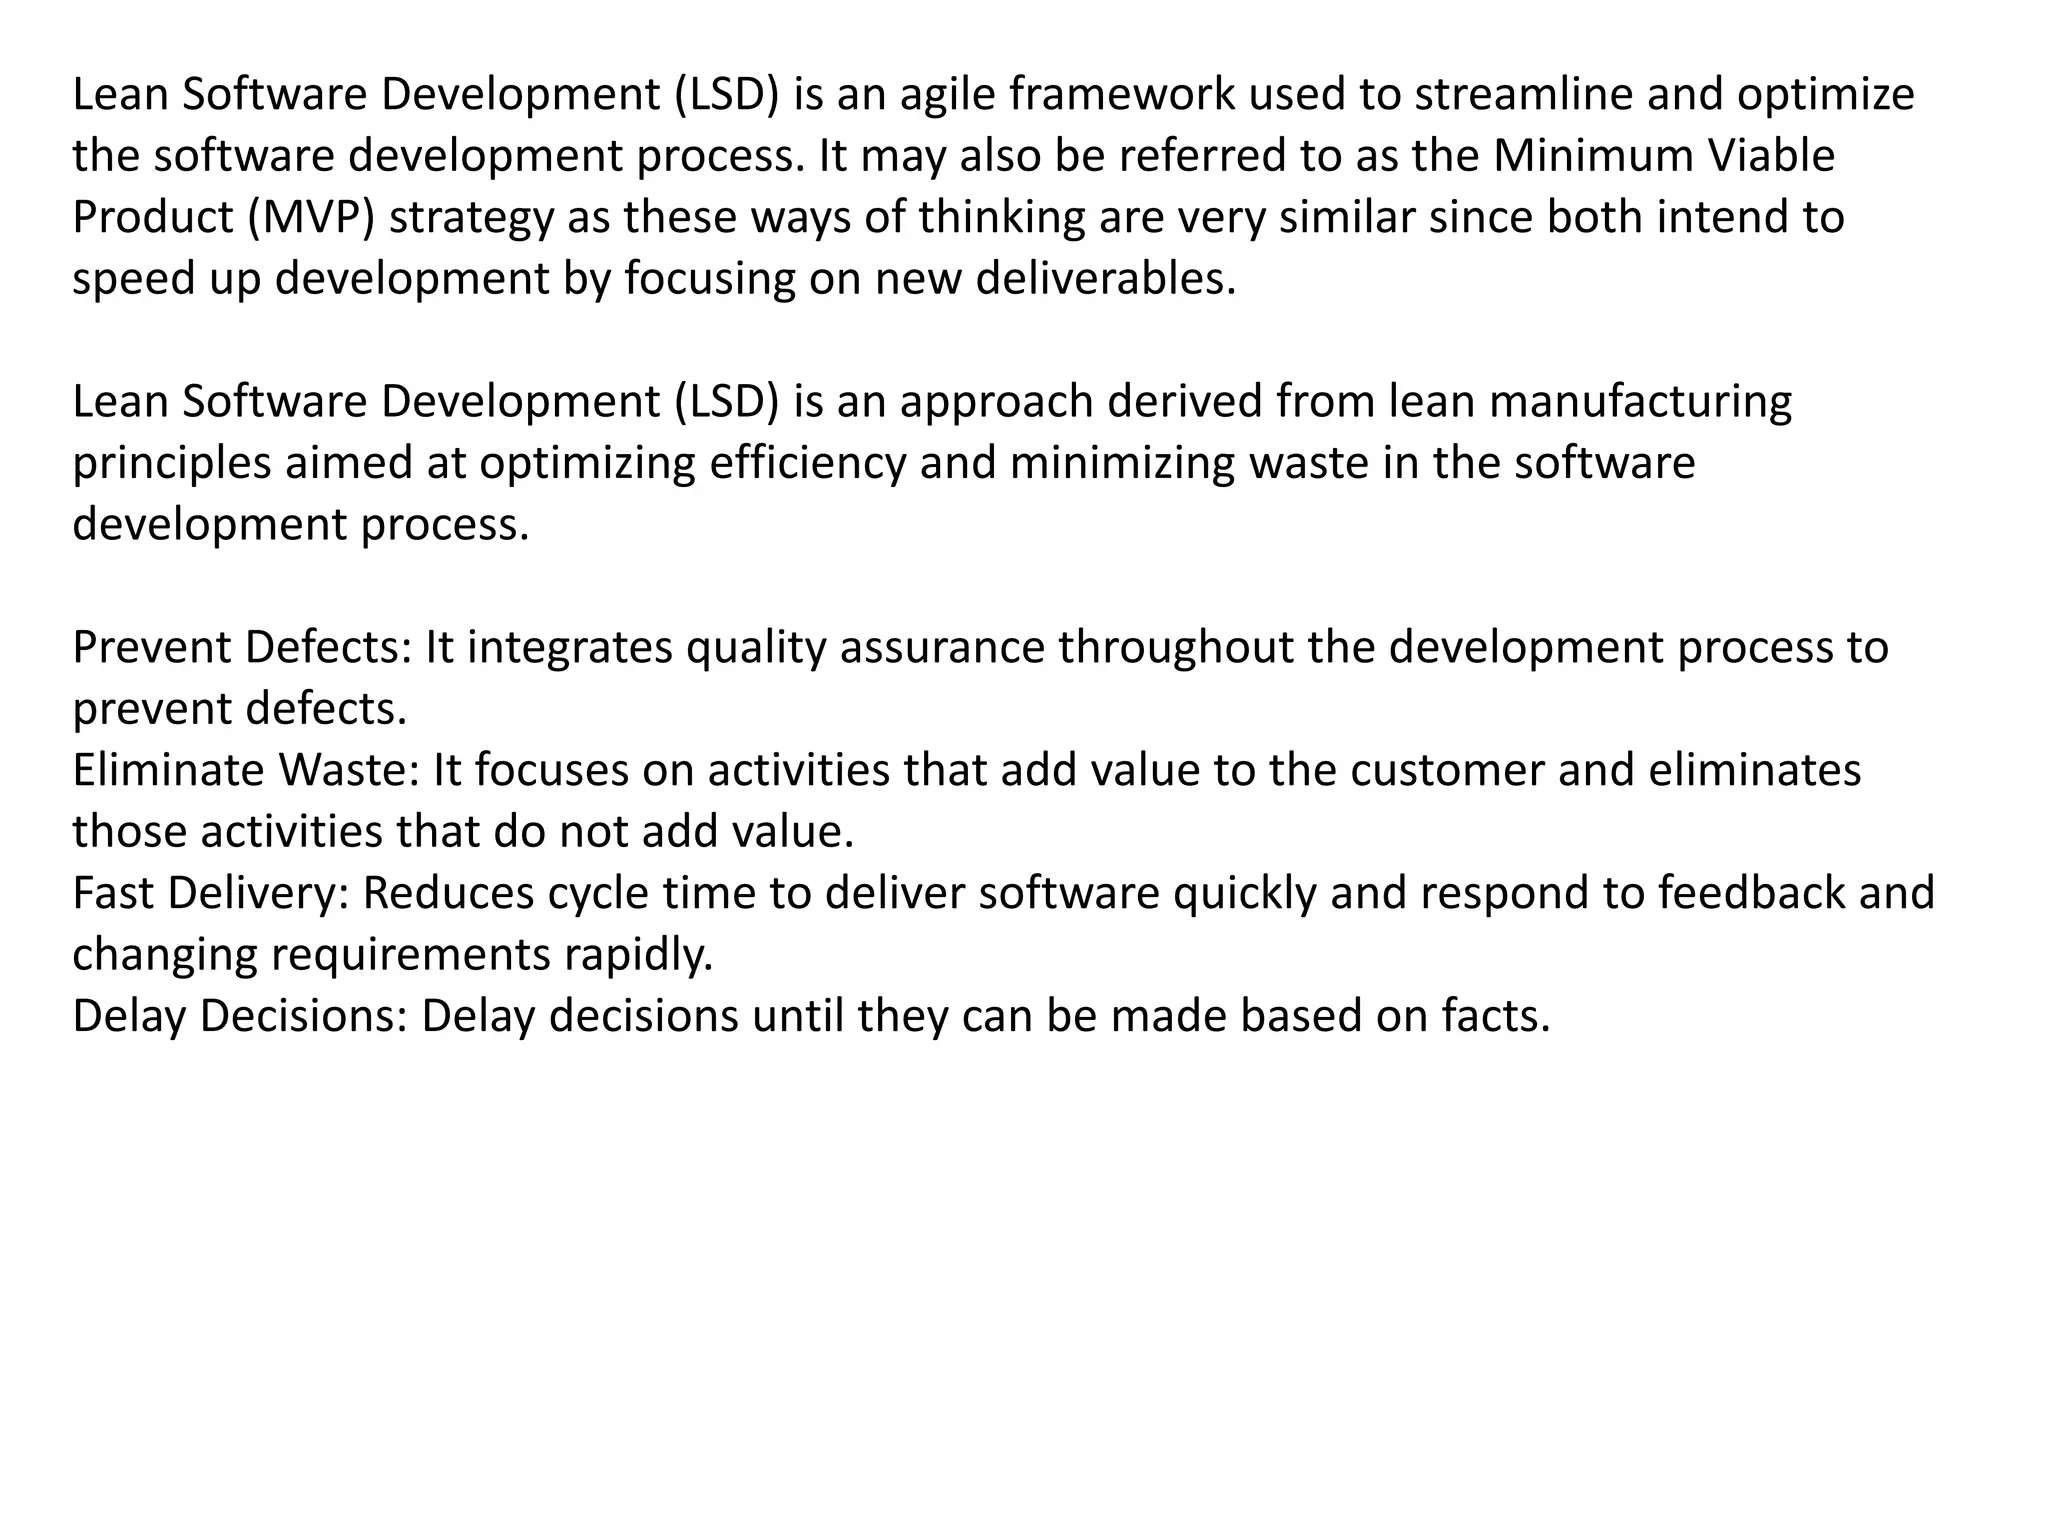 Lean Software Development (LSD) is an agile framework used to streamline and optimize
the software development process. It may also be referred to as the Minimum Viable
Product (MVP) strategy as these ways of thinking are very similar since both intend to
speed up development by focusing on new deliverables.
Lean Software Development (LSD) is an approach derived from lean manufacturing
principles aimed at optimizing efficiency and minimizing waste in the software
development process.
Prevent Defects: It integrates quality assurance throughout the development process to
prevent defects.
Eliminate Waste: It focuses on activities that add value to the customer and eliminates
those activities that do not add value.
Fast Delivery: Reduces cycle time to deliver software quickly and respond to feedback and
changing requirements rapidly.
Delay Decisions: Delay decisions until they can be made based on facts.